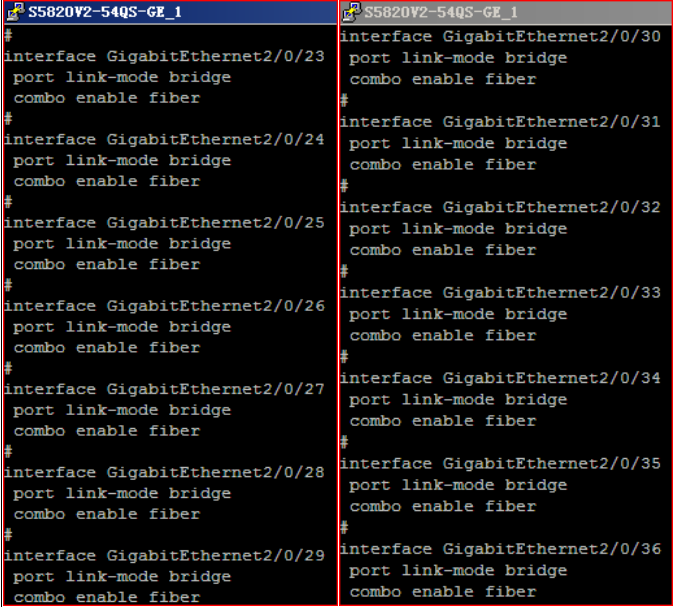 S5820V2-54QS-GE_1
#
interface GigabitEthernet2/0/23
port link-mode bridge
combo enable fiber
#
interface GigabitEthernet2/0/24
port link-mode bridge
combo enable fiber
#
interface GigabitEthernet2/0/25
port link-mode bridge
combo enable fiber
#
interface GigabitEthernet2/0/26
port link-mode bridge
combo enable fiber
#
interface GigabitEthernet2/0/27
port link-mode bridge
combo enable fiber
#
interface GigabitEthernet2/0/28
port link-mode bridge
combo enable fiber
#
interface GigabitEthernet2/0/29
port link-mode bridge
combo enable fiber
S5820V2-54QS-GE_1
interface GigabitEthernet2/0/30
port link-mode bridge
combo enable fiber
#
interface GigabitEthernet2/0/31
port link-mode bridge
combo enable fiber
#
interface GigabitEthernet2/0/32
port link-mode bridge
combo enable fiber
#
interface GigabitEthernet2/0/33
port link-mode bridge
combo enable fiber
#
interface GigabitEthernet2/0/34
port link-mode bridge
combo enable fiber
#
interface GigabitEthernet2/0/35
port link-mode bridge
combo enable fiber
#
interface GigabitEthernet2/0/36
port link-mode bridge
combo enable fiber